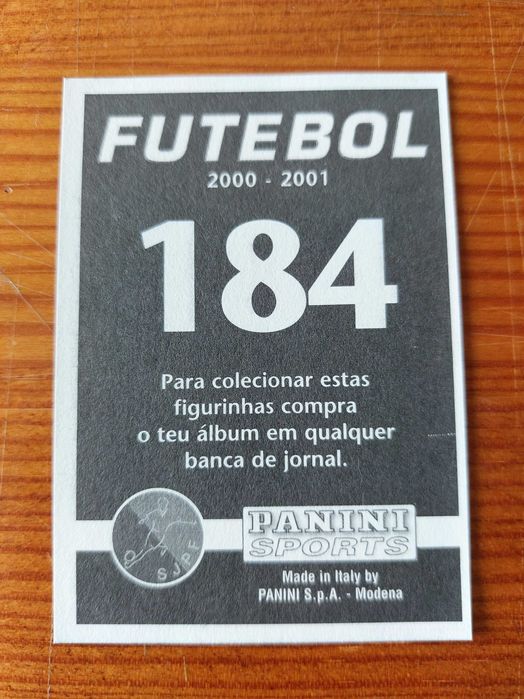 FUTEBOL
2000 - 2001
184
Para colecionar estas
figurinhas compra
o teu álbum em qualquer
banca de jornal.
SJPF
PANINI
SPORTS
Made in Italy by
PANINI S.p.A. - Modena